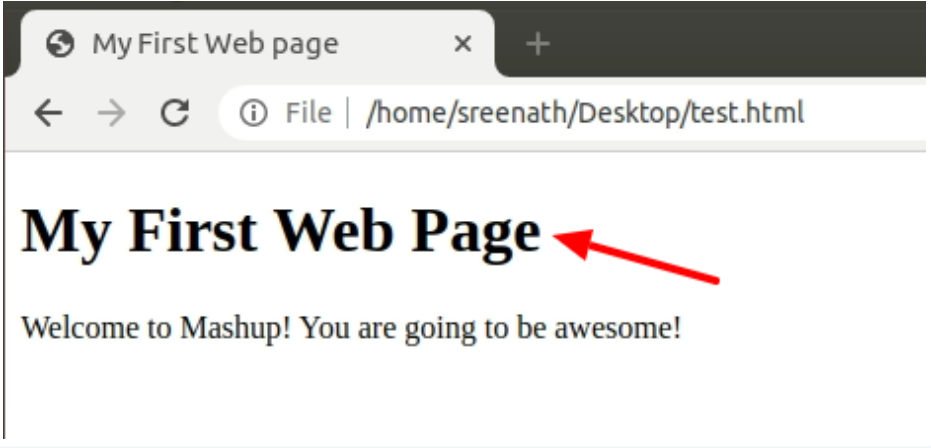 My First Web page
File | /home/sreenath/Desktop/test.html
My First Web Page
Welcome to Mashup! You are going to be awesome!